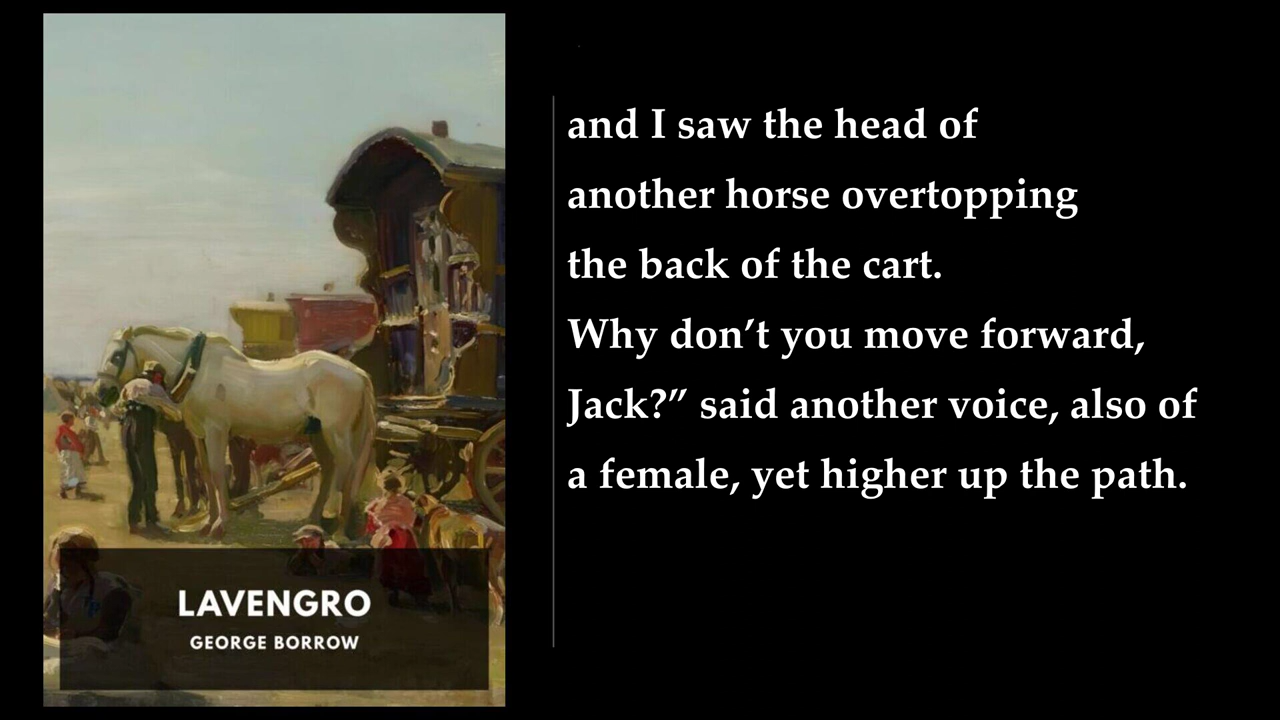 and I saw the head of
another horse overtopping
the back of the cart.
Why don’t you move forward,
Jack?” said another voice, also of
a female, yet higher up the path.
LAVENGRO
GEORGE BORROW